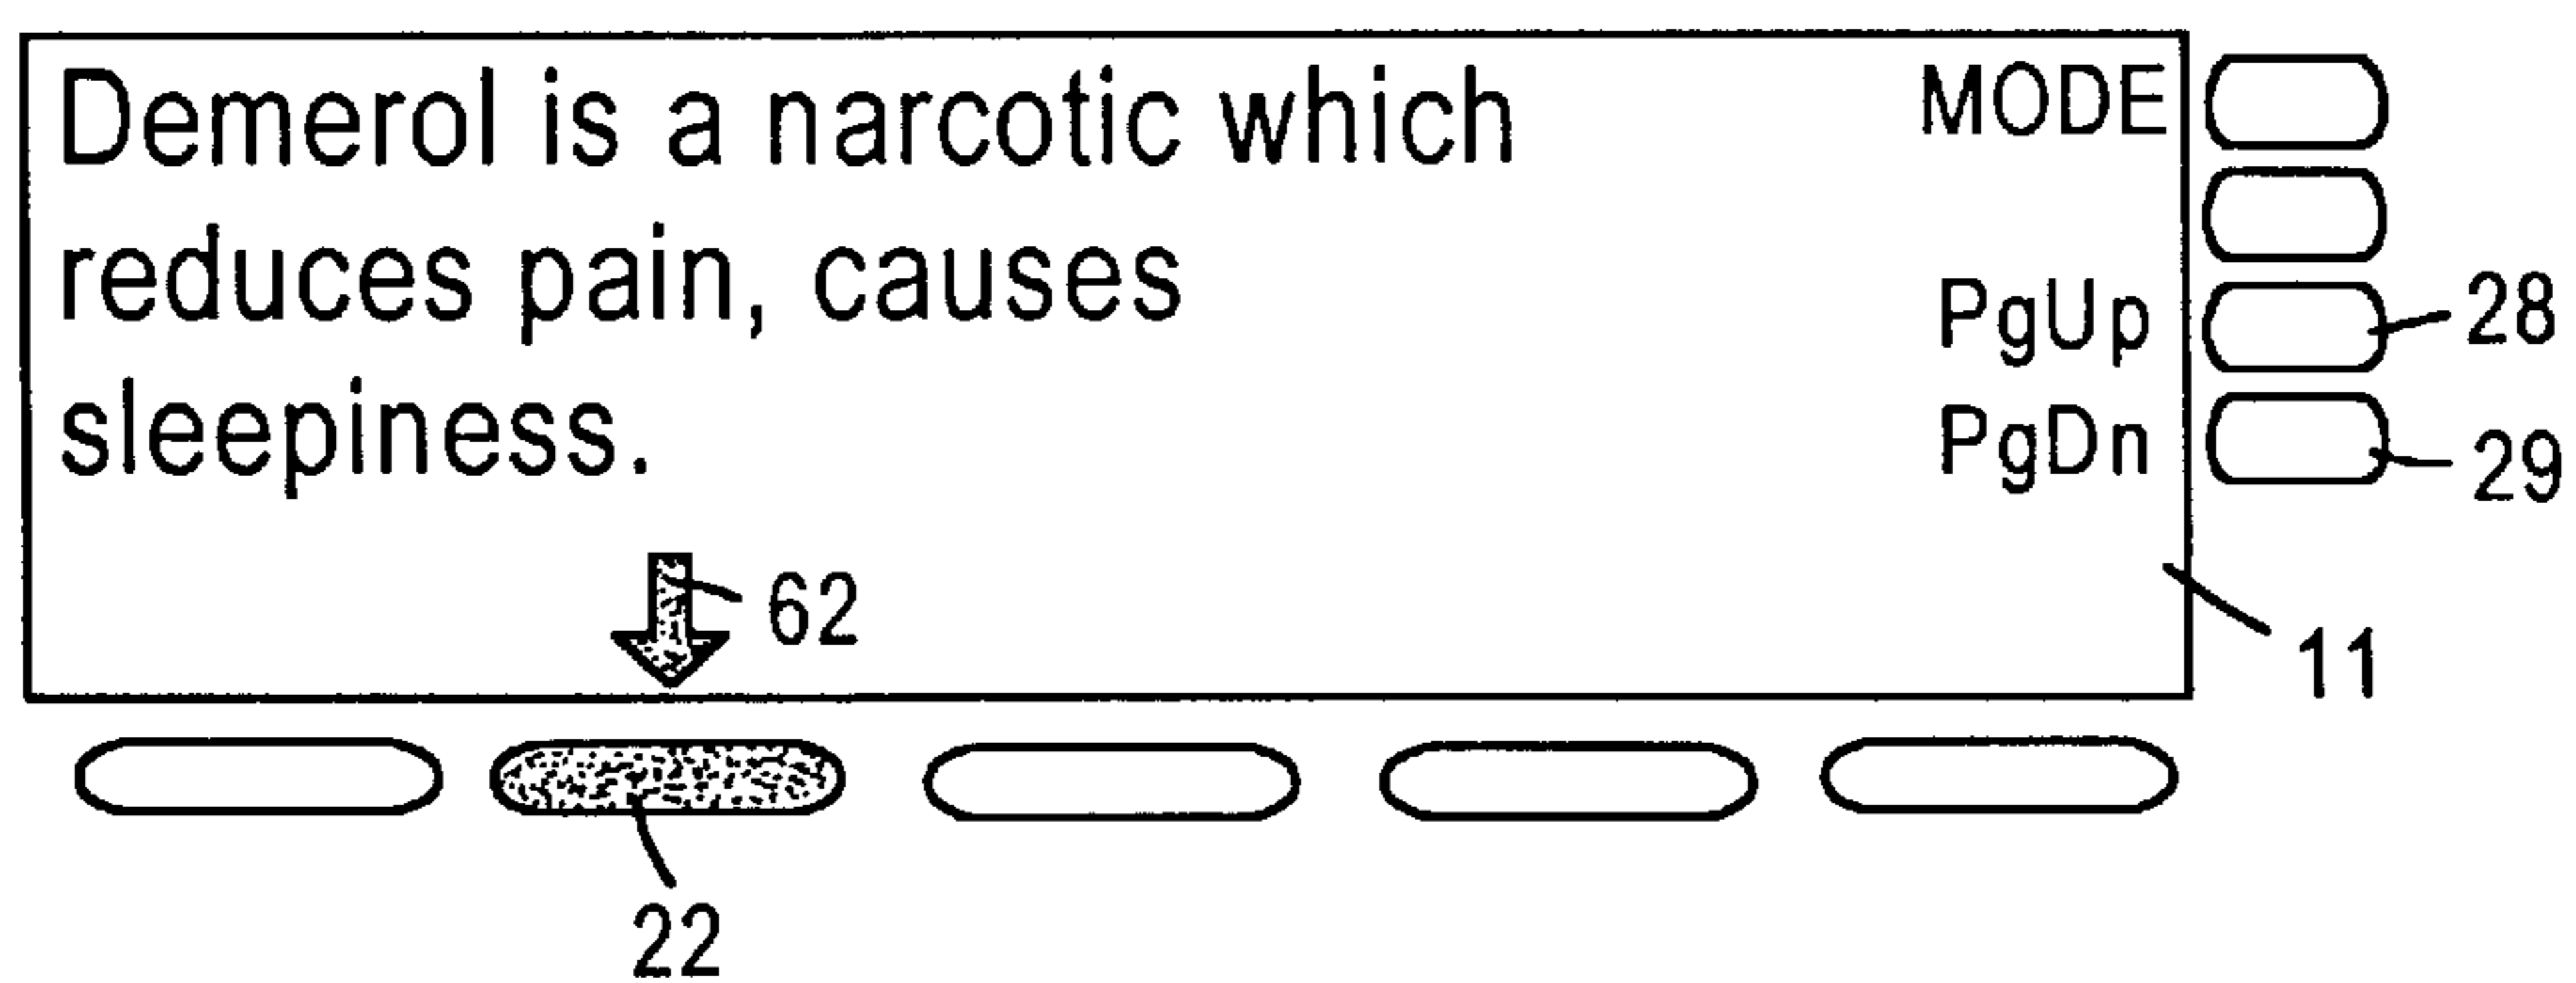 Demerol is a narcotic which MODE
reduces pain, causes
PgUp 28
sleepiness. PgDn 29
62
11
22